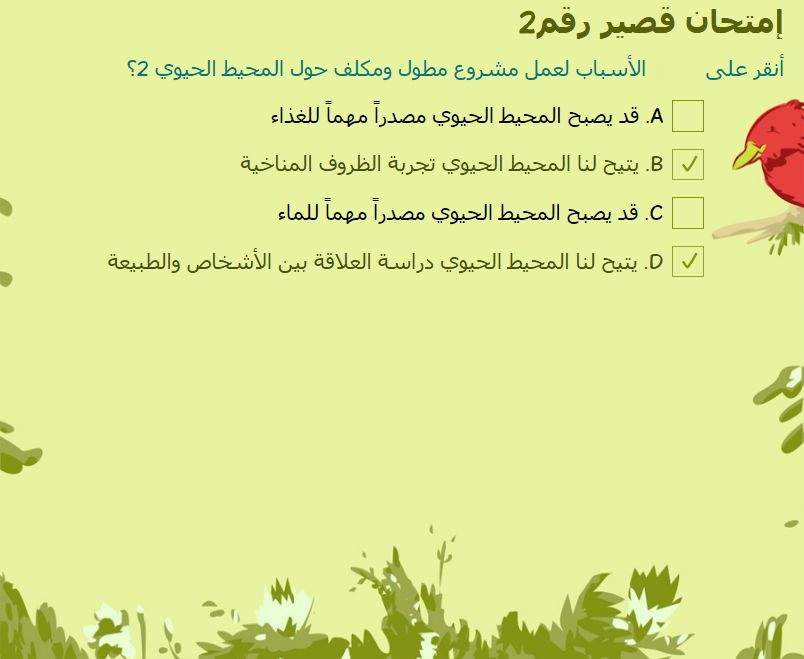 إمتحان قصير رقم2
أنقر على الأسباب لعمل مشروع مطول ومكلف حول المحيط الحيوي 2؟
A. قد يصبح المحيط الحيوي مصدراً مهماً للغذاء
B. يتيح لنا المحيط الحيوي تجربة الظروف المناخية
C. قد يصبح المحيط الحيوي مصدراً مهماً للماء
D. يتيح لنا المحيط الحيوي دراسة العلاقة بين الأشخاص والطبيعة